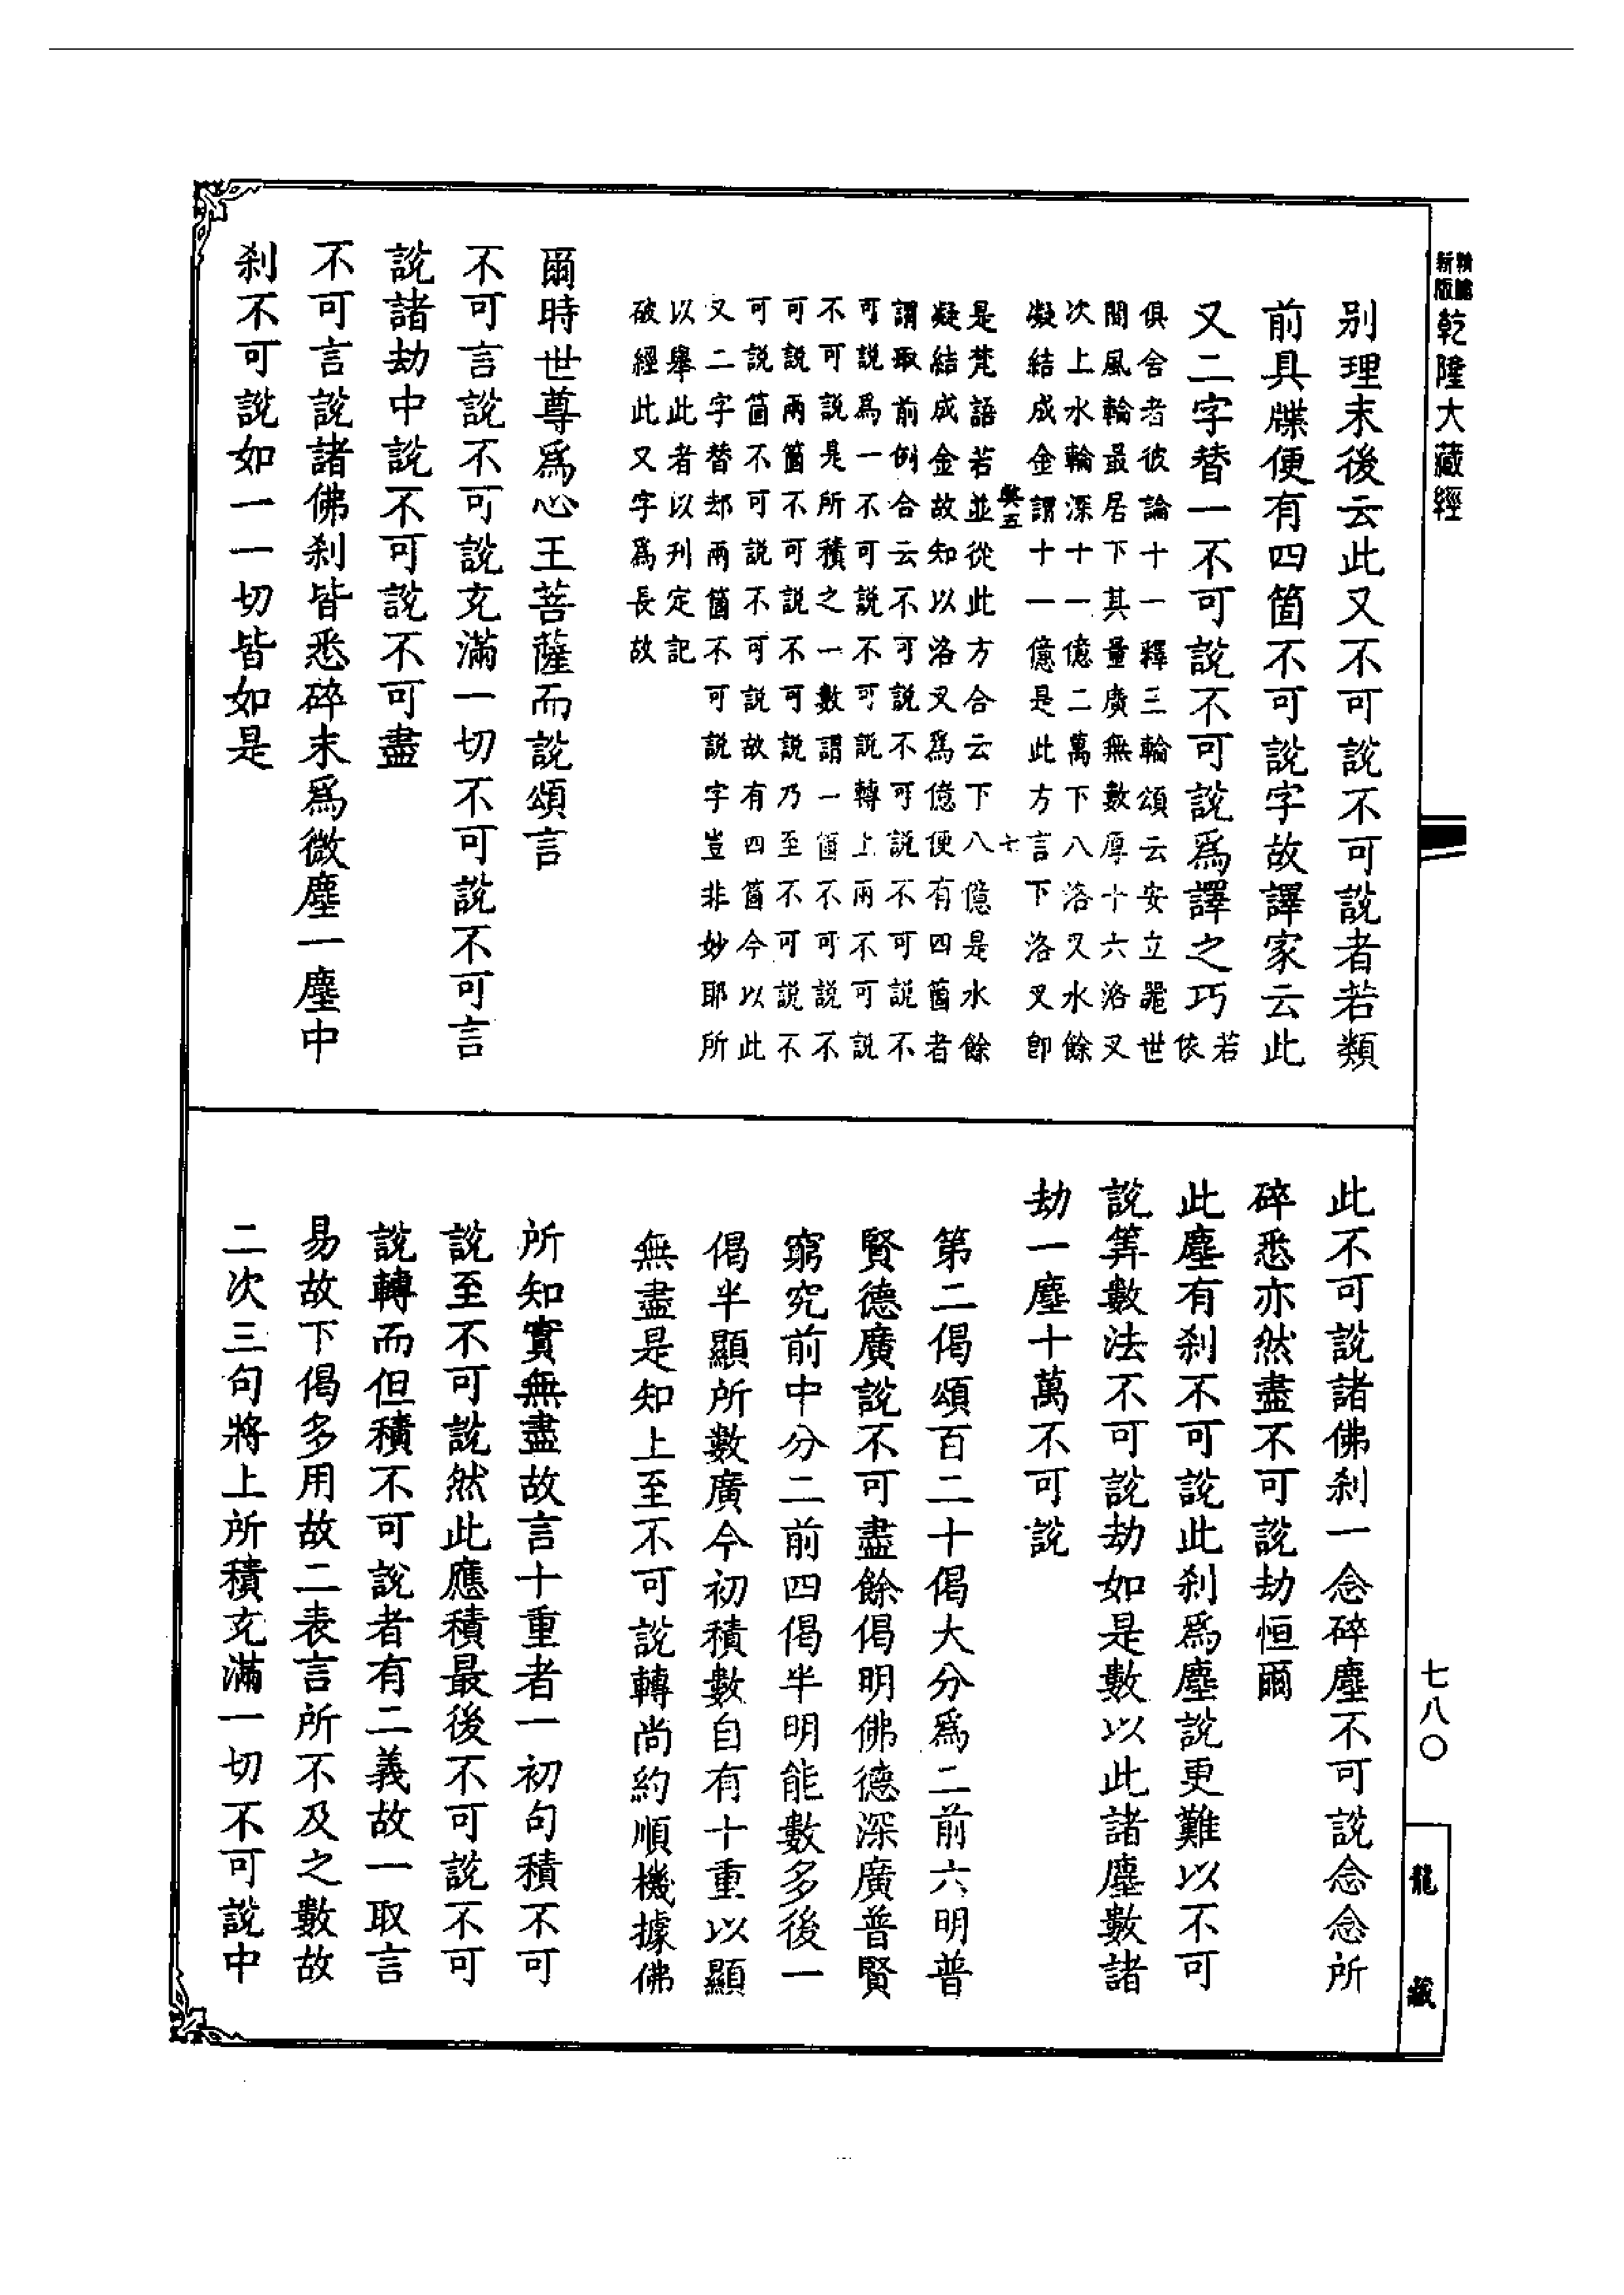 新版
精繪
乾隆大藏經
别理末後云此又不可說不可說者若類
前具牒便有四箇不可說字故譯家云此
又二字替一不可說不可說爲譯之巧若
依
俱舍者彼論十一釋三輪頌云安立噐世
間風輪最居下其量廣無數厚十六洛叉
次上水輪深十一億二萬下八洛叉水餘
凝結成金謂十一億是此方言下洛叉即
七
是梵語若並從此方合云下八億是水餘
凝結成金故知以洛叉爲億便有四箇者
謂取前例合云不可說不可說不可說不
可說爲一不可說不可說轉上兩不可說
不可說是所積之一數謂一箇不可說不
可說兩箇不可說不可說乃至不可說不
可說箇不可說不可說故有四箇今以此
又二字替却兩箇不可說字豈非妙耶所
以舉此者以刋定記
破經此又字爲長故
爾時世尊爲心王菩薩而說頌言
不可言說不可說充滿一切不可說不可言
說諸劫中說不可說不可盡
不可言說諸佛刹皆悉碎末爲微塵一塵中
刹不可說如一一切皆如是
此不可說諸佛刹一念碎塵不可說念念所
碎悉亦然盡不可說劫恒爾
此塵有刹不可說此刹爲塵說更難以不可
說筭數法不可說劫如是數以此諸塵數諸
劫一塵十萬不可說
第二偈頌百二十偈大分爲二前六明普
賢德廣說不可盡餘偈明佛德深廣普賢
窮究前中分二前四偈半明能數多後一
偈半顯所數廣今初積數自有十重以顯
無盡是知上至不可說轉尚約順機據佛
所知實無盡故言十重者一初句積不可
說至不可說然此應積最後不可說不可
說轉而但積不可說者有二義故一取言
易故下偈多用故二表言所不及之數故
二次三句將上所積充滿一切不可說中
七八〇
龍藏